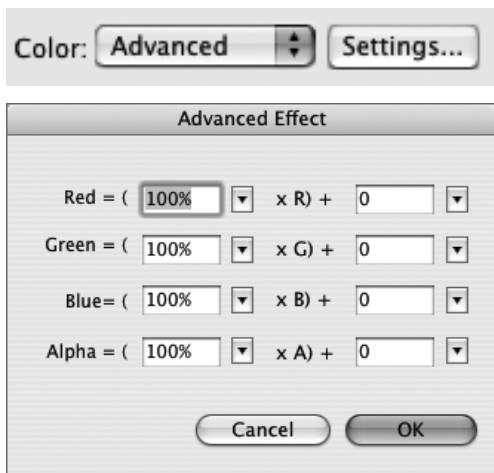 Color: Advanced Settings...
Advanced Effect
Red = ( 100% x R) + 0
Green = ( 100% x G) + 0
Blue= ( 100% x B) + 0
Alpha = ( 100% x A) + 0
Cancel OK